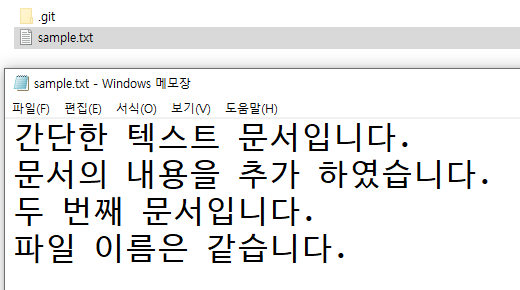 .git
sample.txt
sample.txt - Windows 메모장
파일(F) 편집(E) 서식(O) 보기(V) 도움말(H)
간단한 텍스트 문서입니다.
문서의 내용을 추가 하였습니다.
두 번째 문서입니다.
파일 이름은 같습니다.